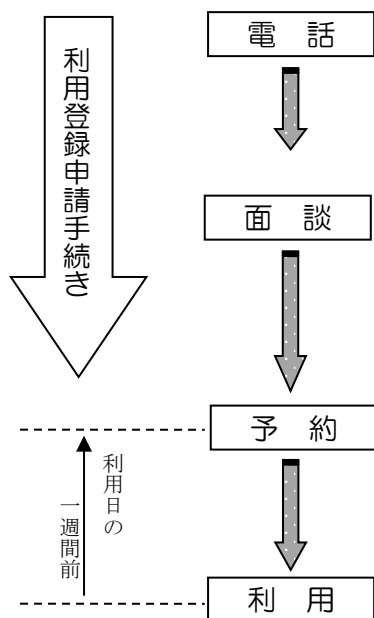 利用登録申請手続き
電 話
面 談
予 約
利用日の
一週間前
利 用